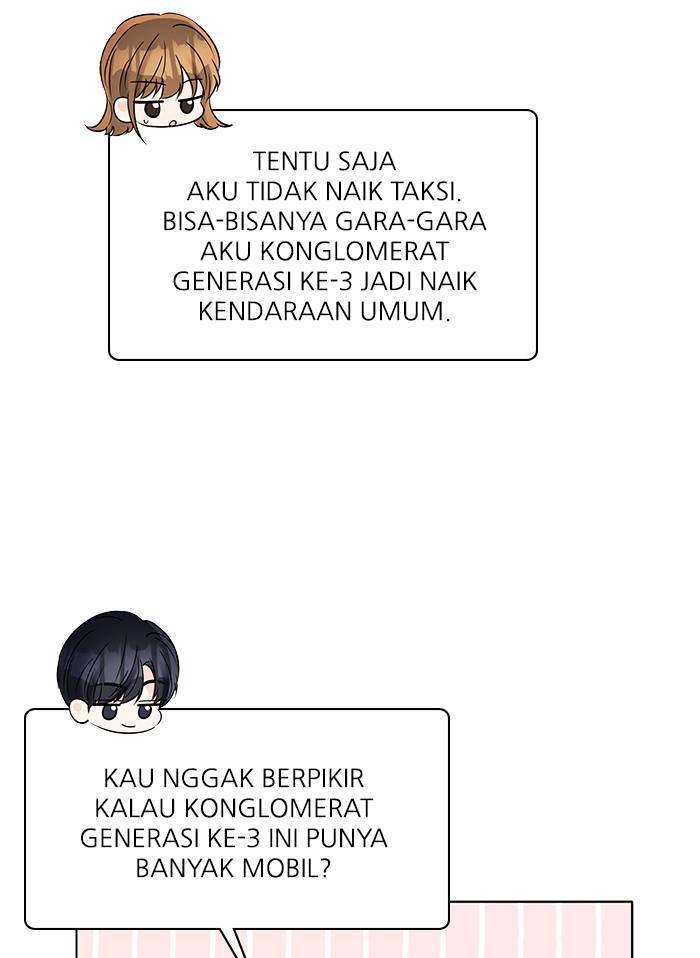 TENTU SAJA
AKU TIDAK NAIK TAKSI.
BISA-BISANYA GARA-GARA
AKU KONGLOMERAT
GENERASI KE-3 JADI NAIK
KENDARAAN UMUM.
KAU NGGAK BERPIKIR
KALAU KONGLOMERAT
GENERASI KE-3 INI PUNYA
BANYAK MOBIL?